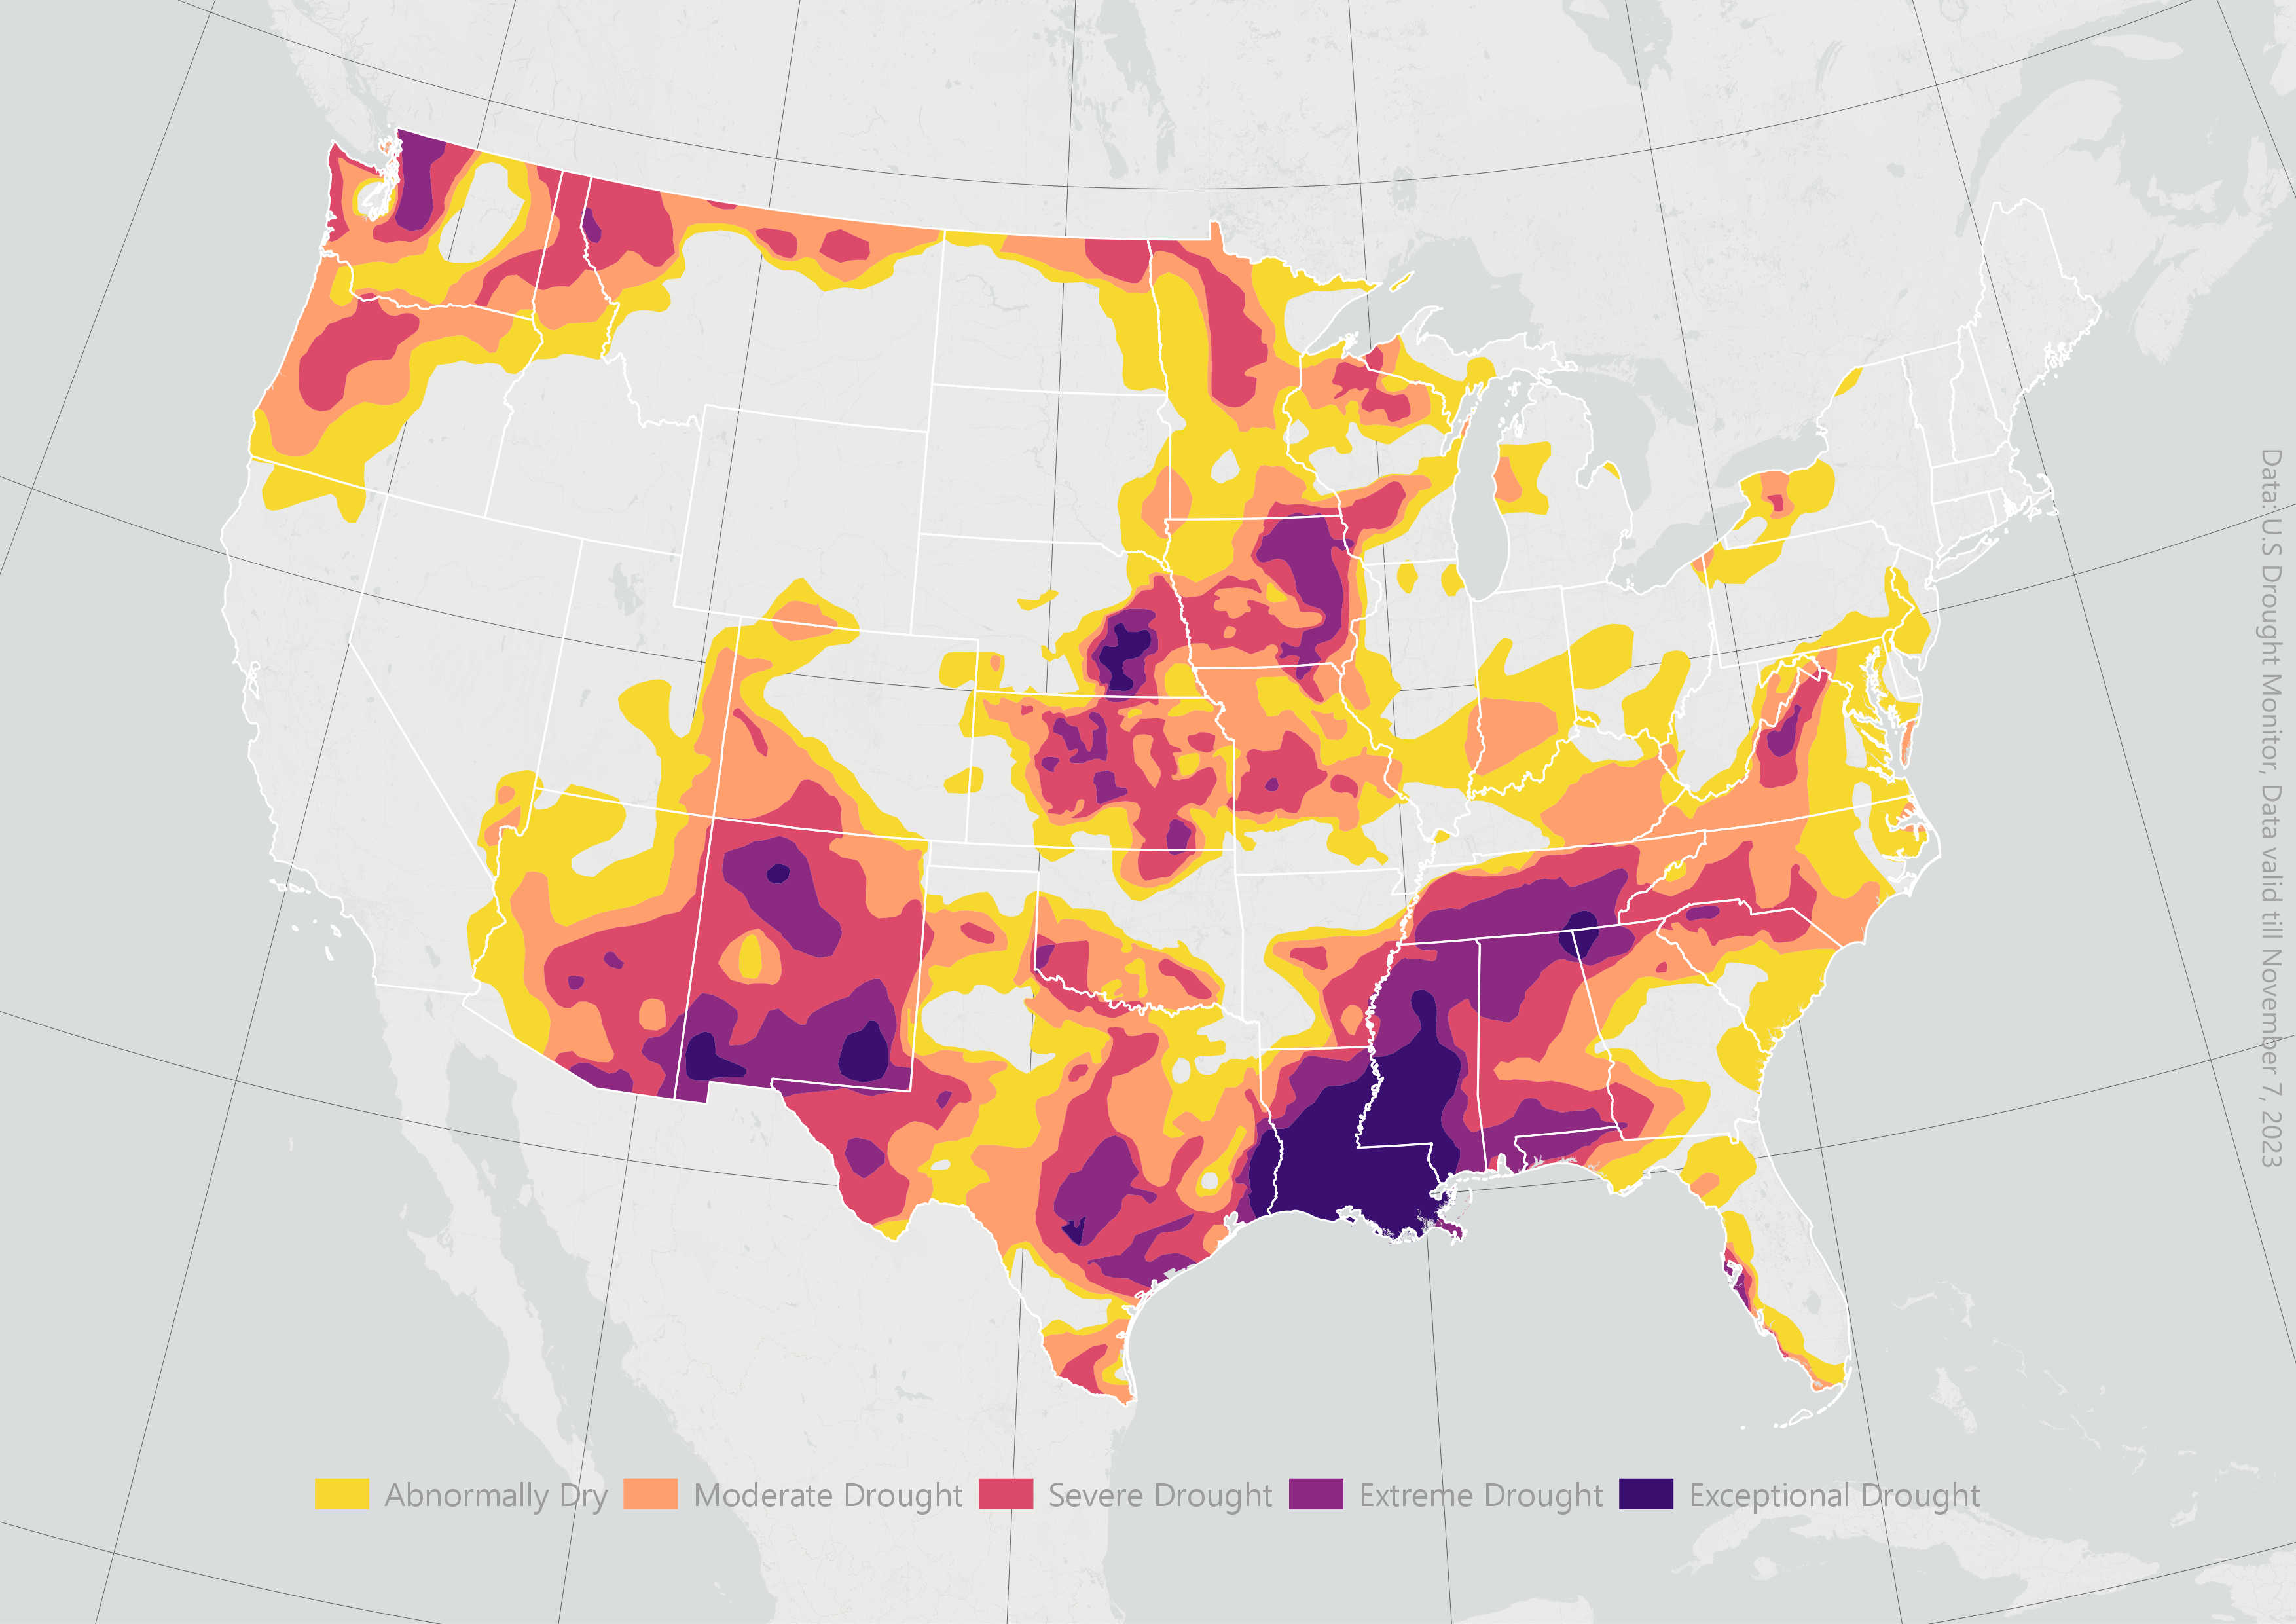 Data: U.S Drought Monitor, Data valid till November 7, 2023
Abnormally Dry
Moderate Drought
Severe Drought
Extreme Drought
Exceptional Drought